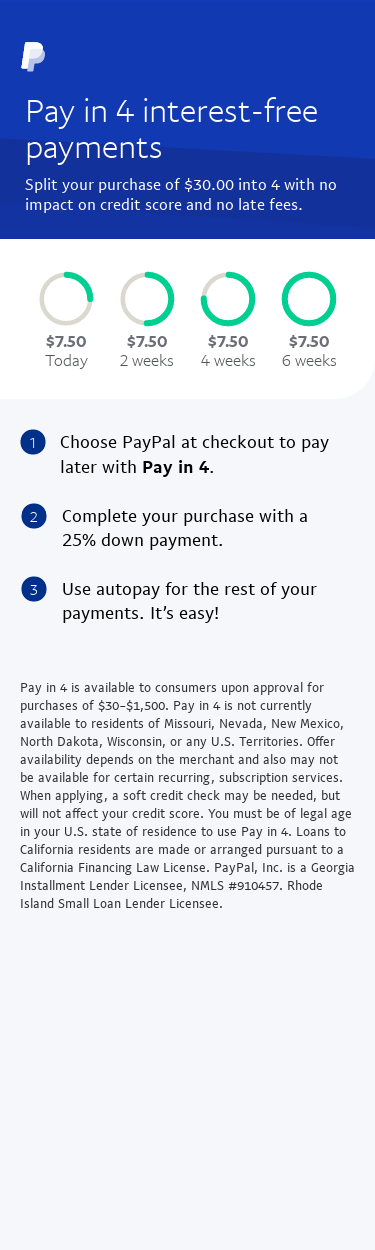 Pay in 4 interest-free
payments
Split your purchase of $30.00 into 4 with no
impact on credit score and no late fees.
$7.50 $7.50 $7.50 $7.50
Today 2 weeks 4 weeks 6 weeks
1 Choose PayPal at checkout to pay
later with Pay in 4.
2 Complete your purchase with a
25% down payment.
3 Use autopay for the rest of your
payments. It’s easy!
Pay in 4 is available to consumers upon approval for
purchases of $30-$1,500. Pay in 4 is not currently
available to residents of Missouri, Nevada, New Mexico,
North Dakota, Wisconsin, or any U.S. Territories. Offer
availability depends on the merchant and also may not
be available for certain recurring, subscription services.
When applying, a soft credit check may be needed, but
will not affect your credit score. You must be of legal age
in your U.S. state of residence to use Pay in 4. Loans to
California residents are made or arranged pursuant to a
California Financing Law License. PayPal, Inc. is a Georgia
Installment Lender Licensee, NMLS #910457. Rhode
Island Small Loan Lender Licensee.